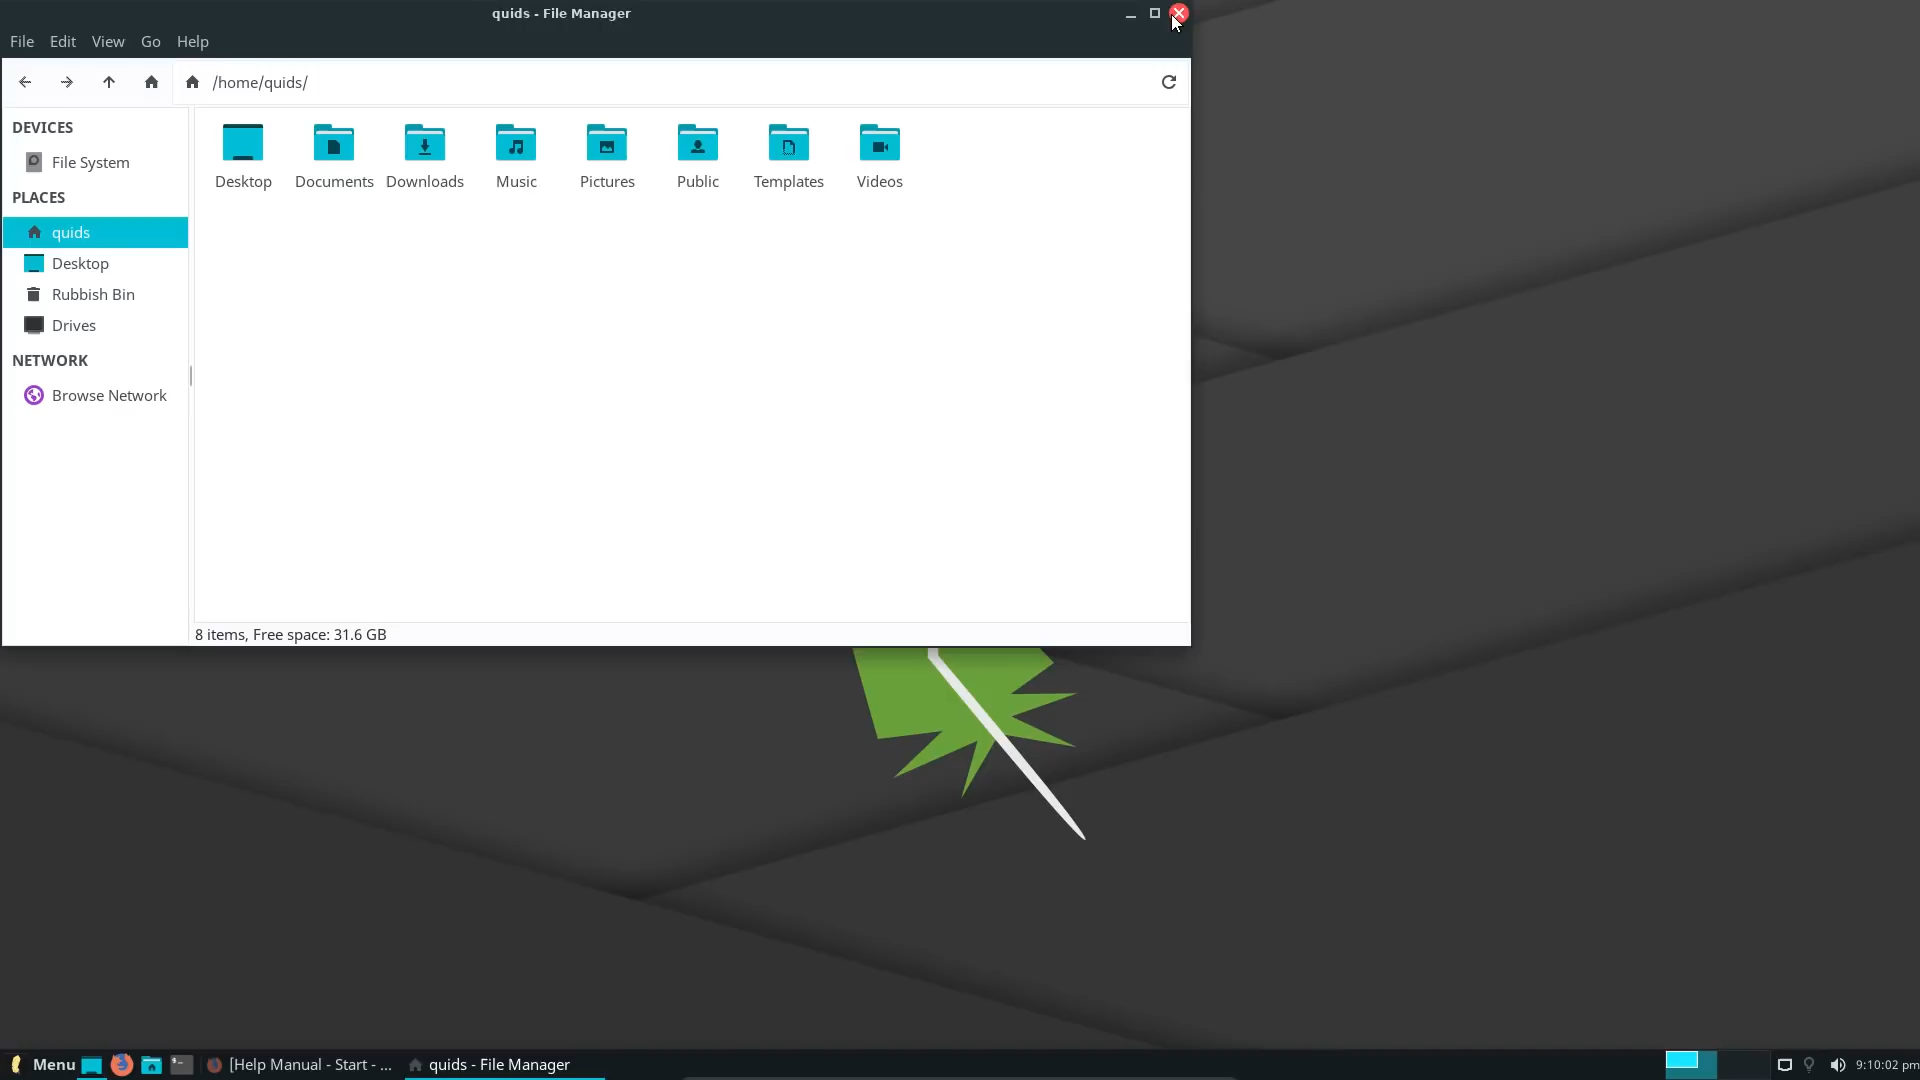 quids - File Manager
File Edit View Go Help
/home/quids/
DEVICES
File System
PLACES
quids
Desktop
Rubbish Bin
Drives
NETWORK
Browse Network
Desktop Documents Downloads Music Pictures Public Templates Videos
8 items, Free space: 31.6 GB
Menu [Help Manual - Start - ... quids - File Manager 9:10:02 pm